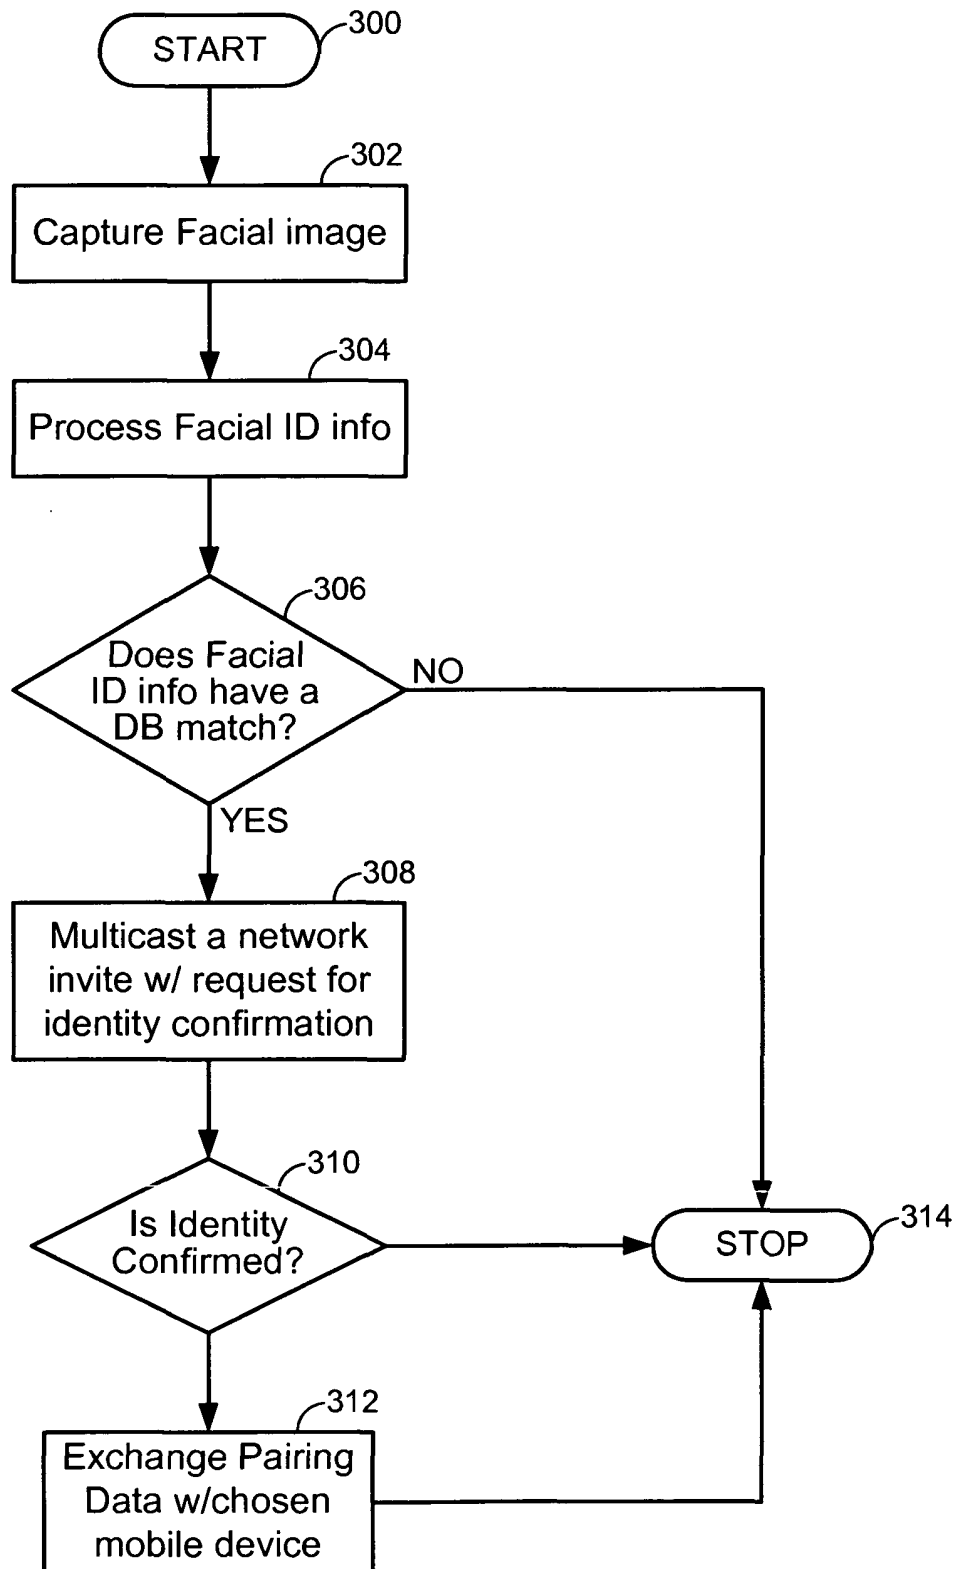 START
300
302
Capture Facial image
304
Process Facial ID info
306
Does Facial
ID info have a
DB match?
NO
YES
308
Multicast a network
invite w/ request for
identity confirmation
310
Is Identity
Confirmed?
STOP
314
312
Exchange Pairing
Data w/chosen
mobile device